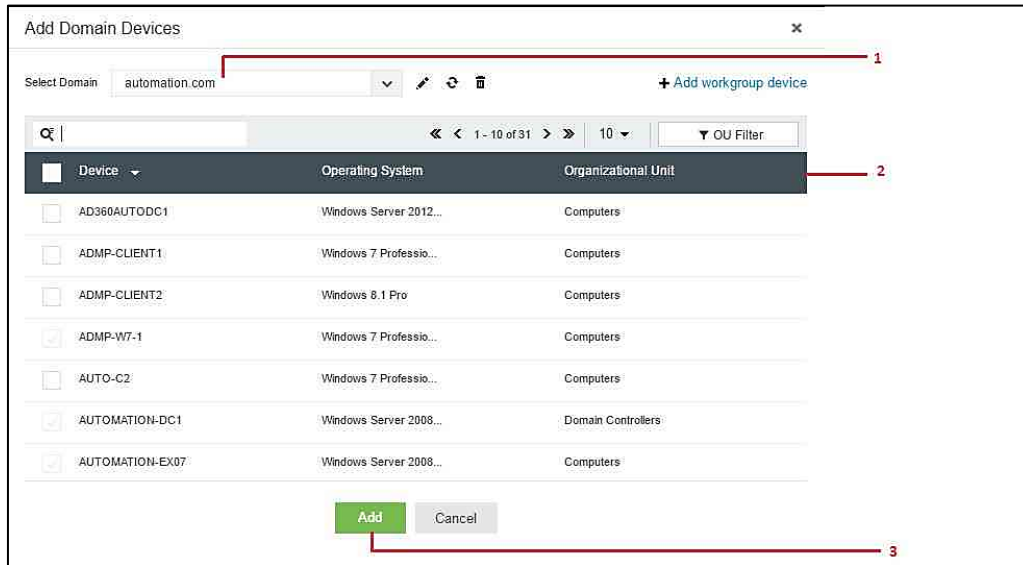 Add Domain Devices
1
Select Domain automation.com + Add workgroup device
1 - 10 of 31 10 OU Filter
Device Operating System Organizational Unit
2
AD360AUTODC1 Windows Server 2012... Computers
ADMP-CLIENT1 Windows 7 Professio... Computers
ADMP-CLIENT2 Windows 8.1 Pro Computers
ADMP-W7-1 Windows 7 Professio... Computers
AUTO-C2 Windows 7 Professio... Computers
AUTOMATION-DC1 Windows Server 2008... Domain Controllers
AUTOMATION-EX07 Windows Server 2008... Computers
Add Cancel
3